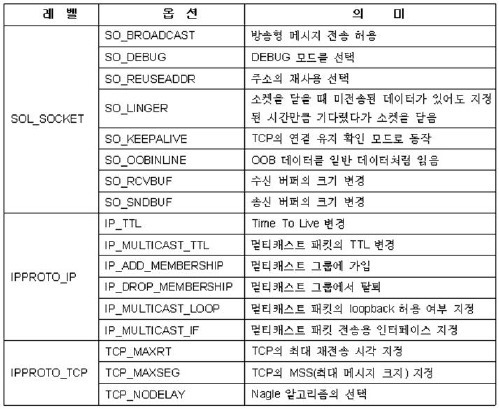 레 벨 옵 션 의 미
SOL_SOCKET
SO_BROADCAST 방송형 메시지 전송 허용
SO_DEBUG DEBUG 모드를 선택
SO_REUSEADDR 주소의 재사용 선택
SO_LINGER 소켓을 닫을 때 미전송된 데이터가 있어도 지정
된 시간만큼 기다렸다가 소켓을 닫음
SO_KEEPALIVE TCP의 연결 유지 확인 모드로 동작
SO_OOBINLINE OOB 데이터를 일반 데이터처럼 읽음
SO_RCVBUF 수신 버퍼의 크기 변경
SO_SNDBUF 송신 버퍼의 크기 변경
IPPROTO_IP
IP_TTL Time To Live 변경
IP_MULTICAST_TTL 멀티캐스트 패킷의 TTL 변경
IP_ADD_MEMBERSHIP 멀티캐스트 그룹에 가입
IP_DROP_MEMBERSHIP 멀티캐스트 그룹에서 탈퇴
IP_MULTICAST_LOOP 멀티캐스트 패킷의 loopback 허용 여부 지정
IP_MULTICAST_IF 멀티캐스트 패킷 전송용 인터페이스 지정
IPPROTO_TCP
TCP_MAXRT TCP의 최대 재전송 시각 지정
TCP_MAXSEG TCP의 MSS(최대 메시지 크지) 지정
TCP_NODELAY Nagle 알고리즘의 선택